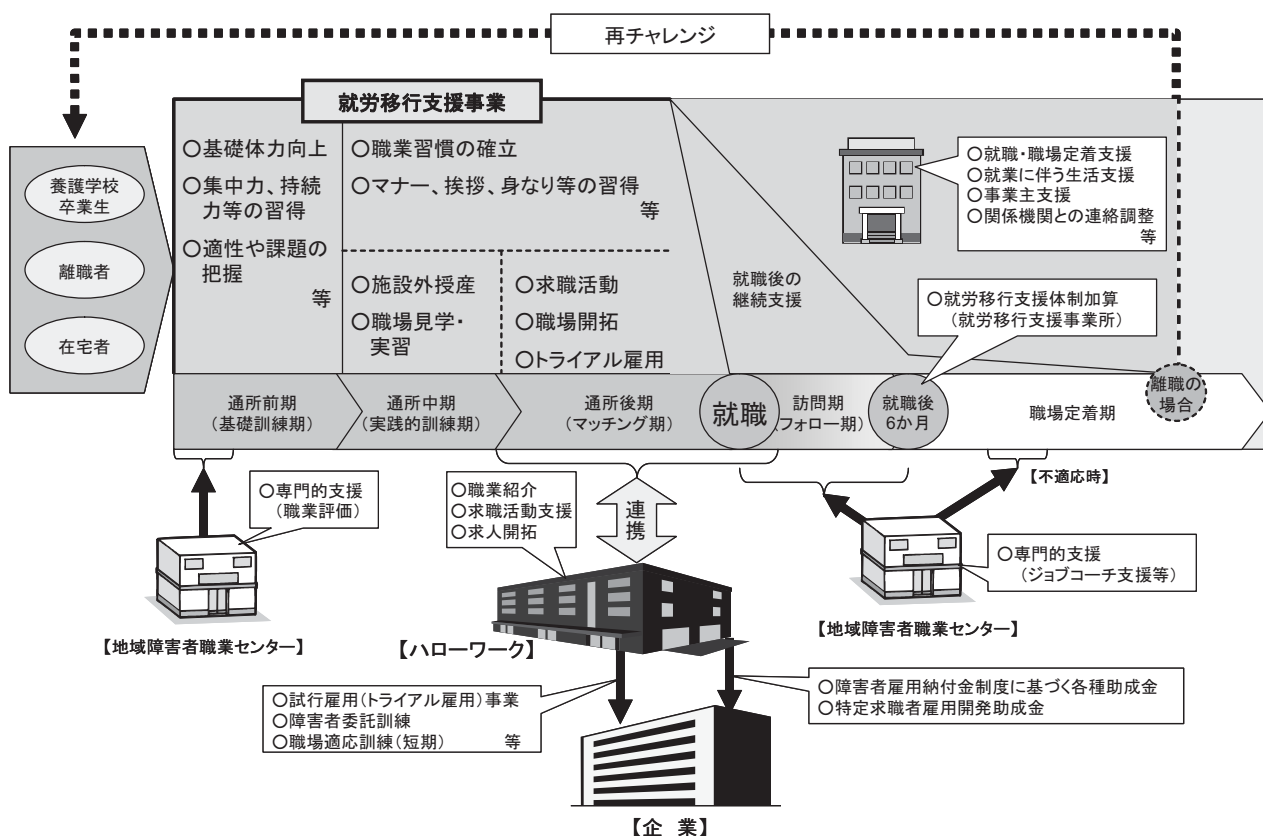 再チャレンジ
就労移行支援事業
養護学校
卒業生
離職者
在宅者
○基礎体力向上
○集中力、持続
力等の習得
○適性や課題の
把握
等
○職業習慣の確立
○マナー、挨拶、身なり等の習得
等
○施設外授産
○職場見学・
実習
○求職活動
○職場開拓
○トライアル雇用
就職後の
継続支援
○就職・職場定着支援
○就業に伴う生活支援
○事業主支援
○関係機関との連絡調整
等
○就労移行支援体制加算
(就労移行支援事業所)
通所前期
(基礎訓練期)
通所中期
(実践的訓練期)
通所後期
(マッチング期)
就職
訪問期
(フォロー期)
就職後
6か月
職場定着期
離職の
場合
○専門的支援
(職業評価)
【地域障害者職業センター】
○職業紹介
○求職活動支援
○求人開拓
連携
【ハローワーク】
【不適応時】
○専門的支援
(ジョブコーチ支援等)
【地域障害者職業センター】
○試行雇用(トライアル雇用)事業
○障害者委託訓練
○職場適応訓練(短期) 等
○障害者雇用納付金制度に基づく各種助成金
○特定求職者雇用開発助成金
【企 業】